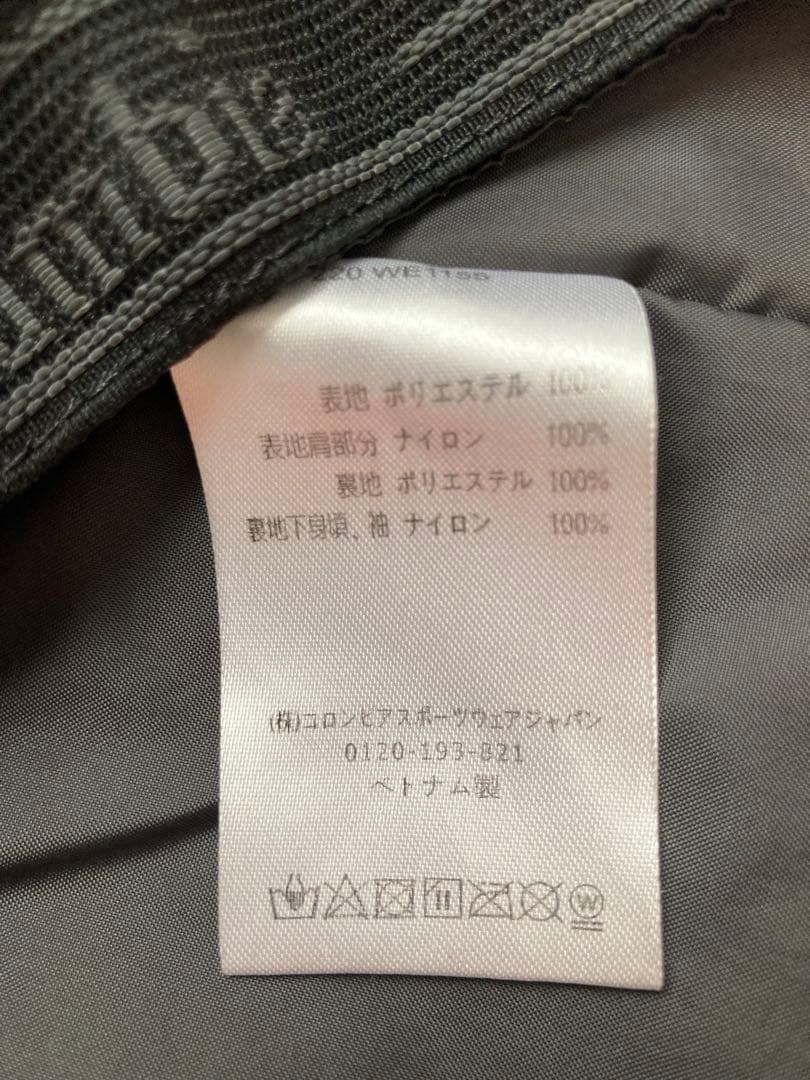 mbi
220 WE1155
表地 ポリエステル 100%
表地肩部分 ナイロン 100%
裏地 ポリエステル 100%
裏地下身頃、袖 ナイロン 100%
(株)コロンビアスポーツウェアジャパン
0120-193-821
ベトナム製
W